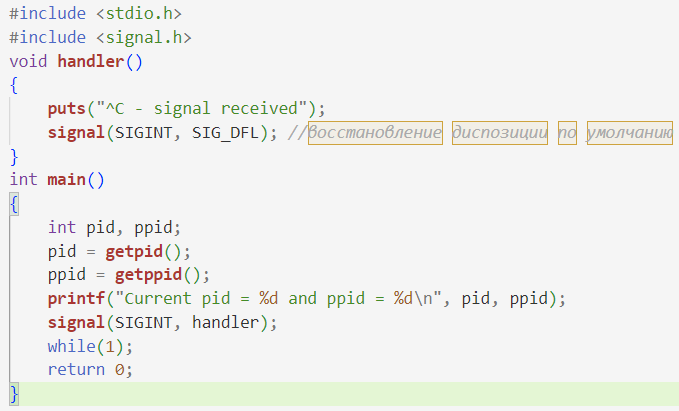 #include <stdio.h>
#include <signal.h>
void handler()
{
    puts("^C - signal received");
    signal(SIGINT, SIG_DFL); //восстановление диспозиции по умолчанию
}
int main()
{
    int pid, ppid;
    pid = getpid();
    ppid = getppid();
    printf("Current pid = %d and ppid = %d\n", pid, ppid);
    signal(SIGINT, handler);
    while(1);
    return 0;
}